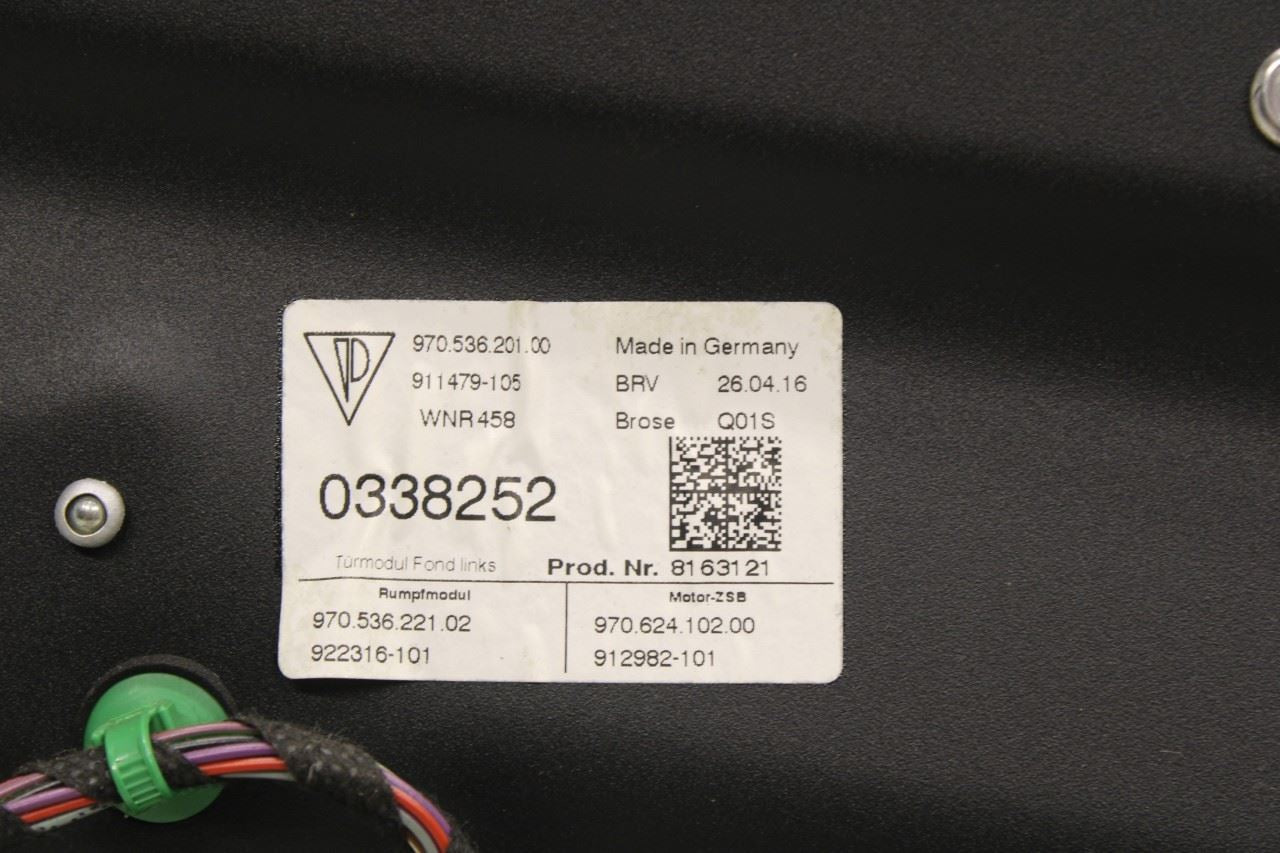 970.536.201.00 Made in Germany
911479-105 BRV 26.04.16
WNR 458 Brose Q01S
0338252
Türmodul Fond links Prod. Nr. 8163121
Rumpfmodul Motor-ZSB
970.536.221.02 970.624.102.00
922316-101 912982-101